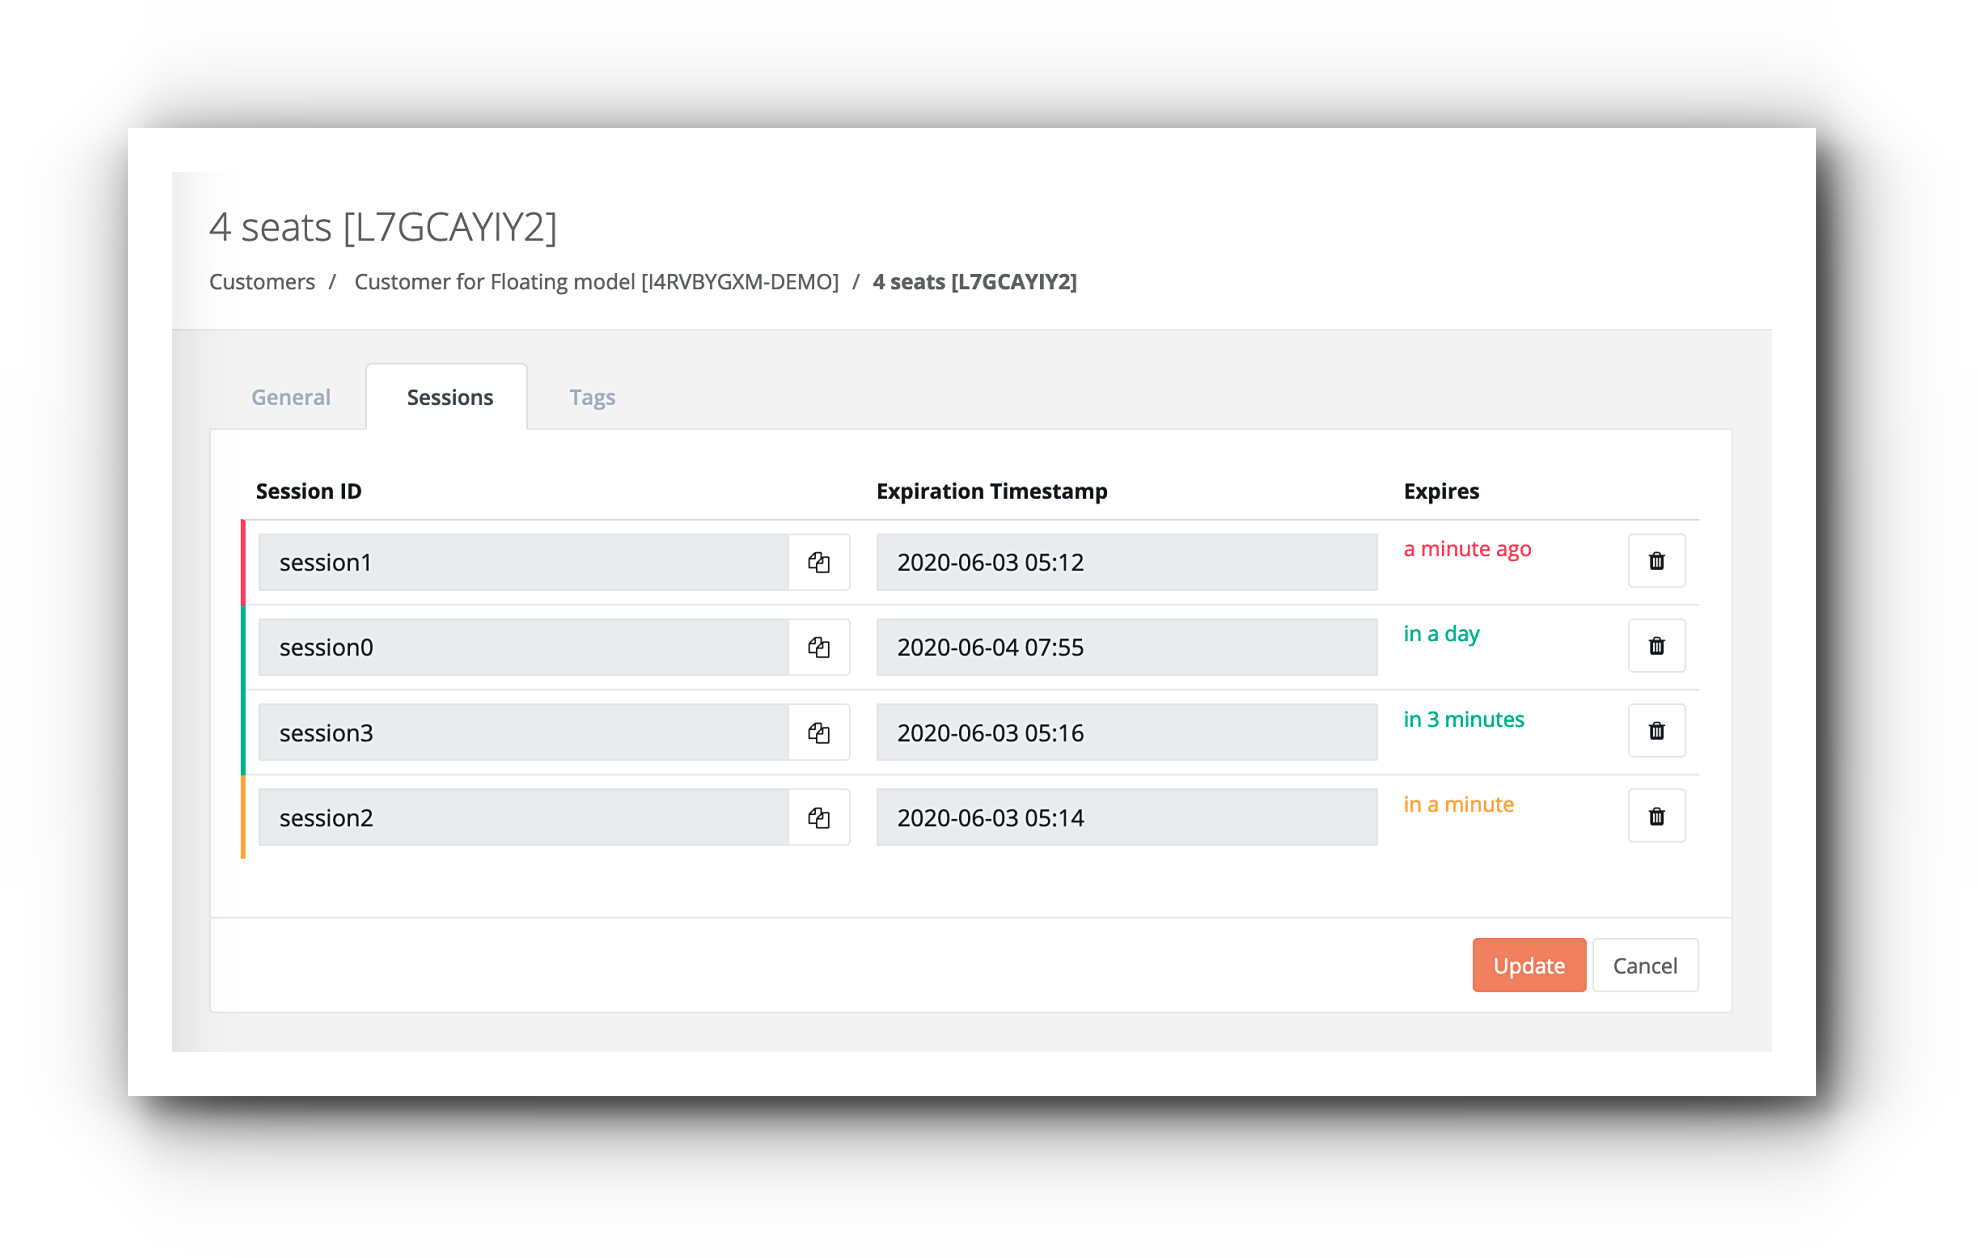 4 seats [L7GCAYIY2]
Customers / Customer for Floating model [I4RVBYGXM-DEMO] / 4 seats [L7GCAYIY2]
General Sessions Tags
Session ID Expiration Timestamp Expires
session1 2020-06-03 05:12 a minute ago
session0 2020-06-04 07:55 in a day
session3 2020-06-03 05:16 in 3 minutes
session2 2020-06-03 05:14 in a minute
Update Cancel